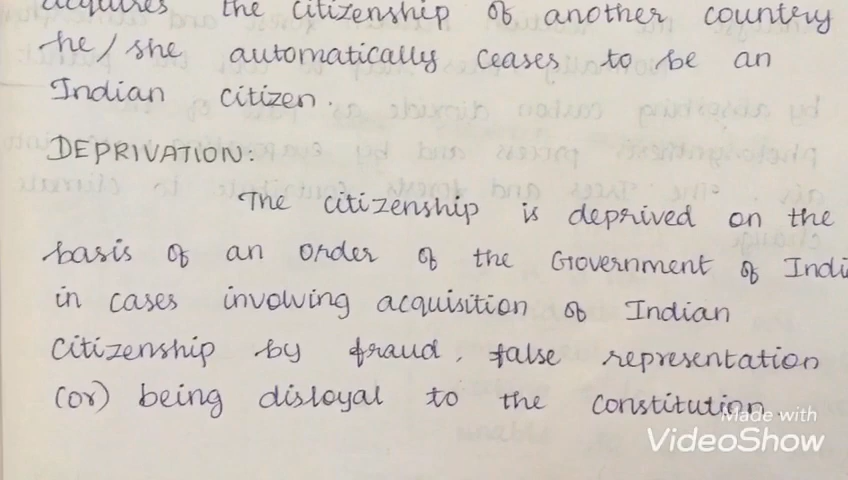 acquires the citizenship of another country
he/she automatically ceases to be an
Indian citizen.
DEPRIVATION:
The citizenship is deprived on the
basis of an order of the Government of Indi
in cases involving acquisition of Indian
citizenship by fraud, false representation
(or) being disloyal to the constitution
Made with
VideoShow